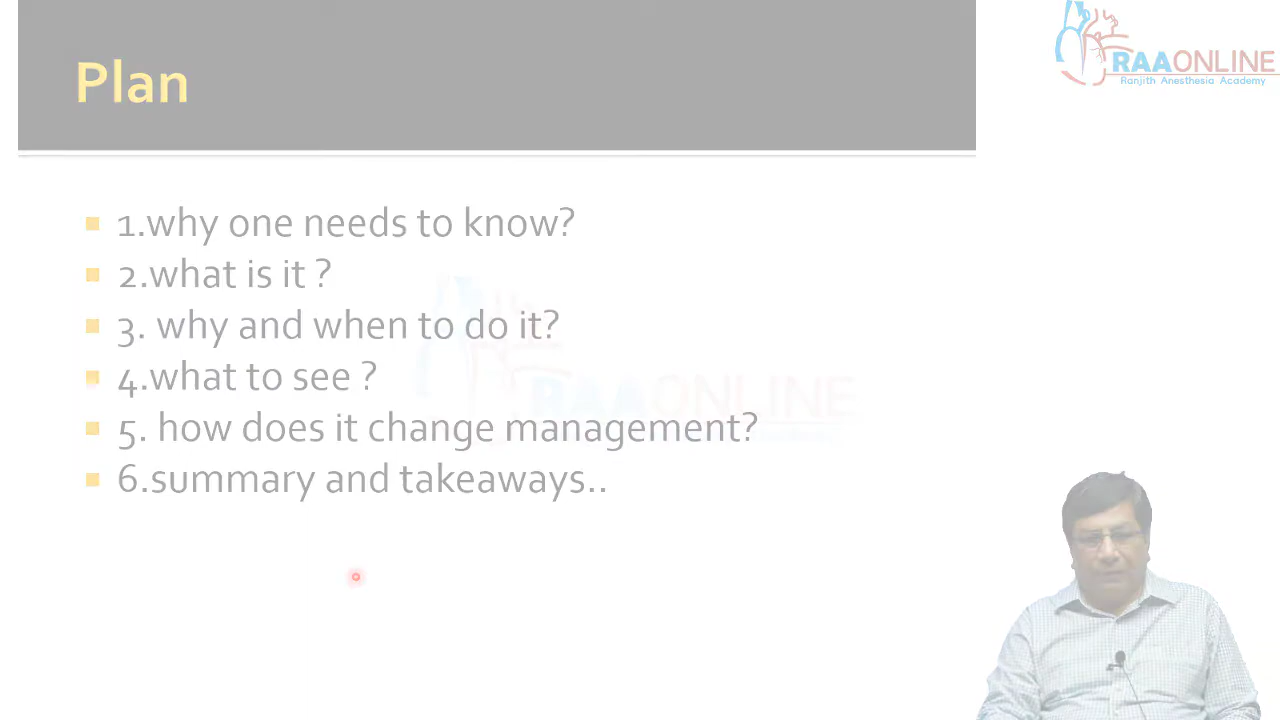 Plan
RAAONLINE
Ranjith Anesthesia Academy
1.why one needs to know?
2.what is it ?
3. why and when to do it?
4.what to see ?
5. how does it change management?
6.summary and takeaways..
RAAONLINE